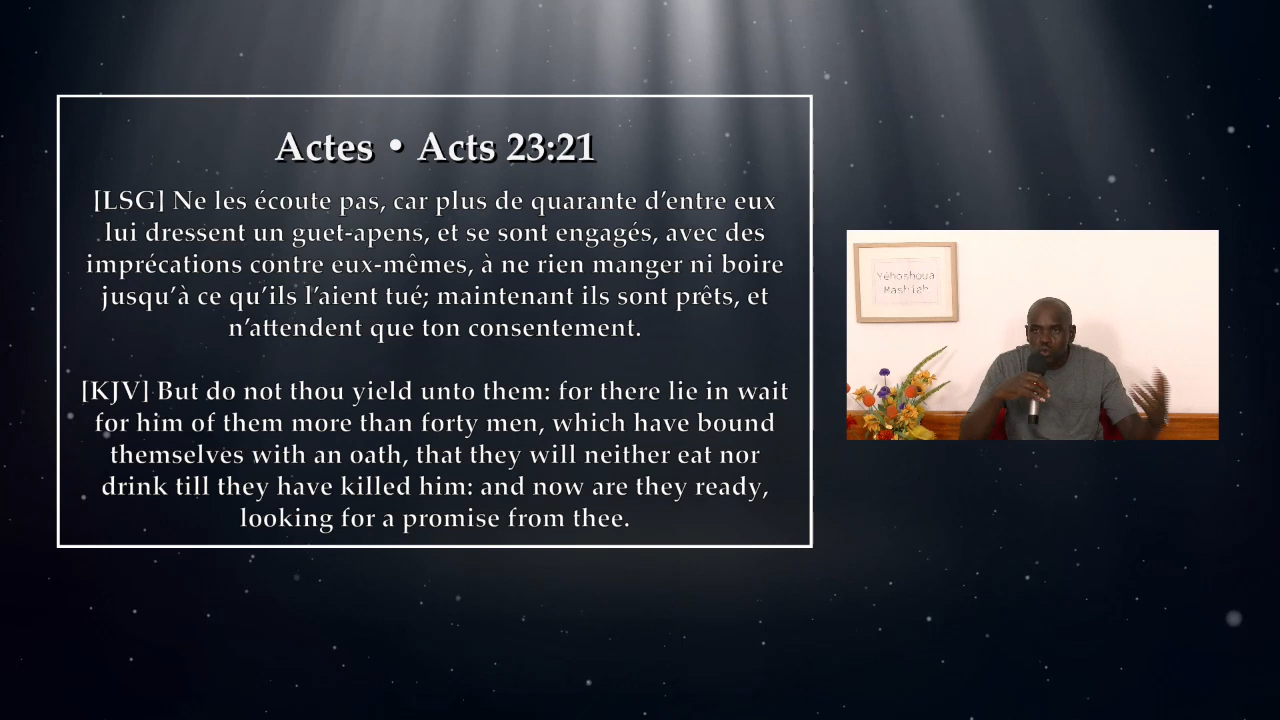 Actes • Acts 23:21
[LSG] Ne les écoute pas, car plus de quarante d’entre eux
lui dressent un guet-apens, et se sont engagés, avec des
imprécations contre eux-mêmes, à ne rien manger ni boire
jusqu’à ce qu’ils l’aient tué; maintenant ils sont prêts, et
n’attendent que ton consentement.
[KJV] But do not thou yield unto them: for there lie in wait
for him of them more than forty men, which have bound
themselves with an oath, that they will neither eat nor
drink till they have killed him: and now are they ready,
looking for a promise from thee.
Yéhoshoua
Mashiah